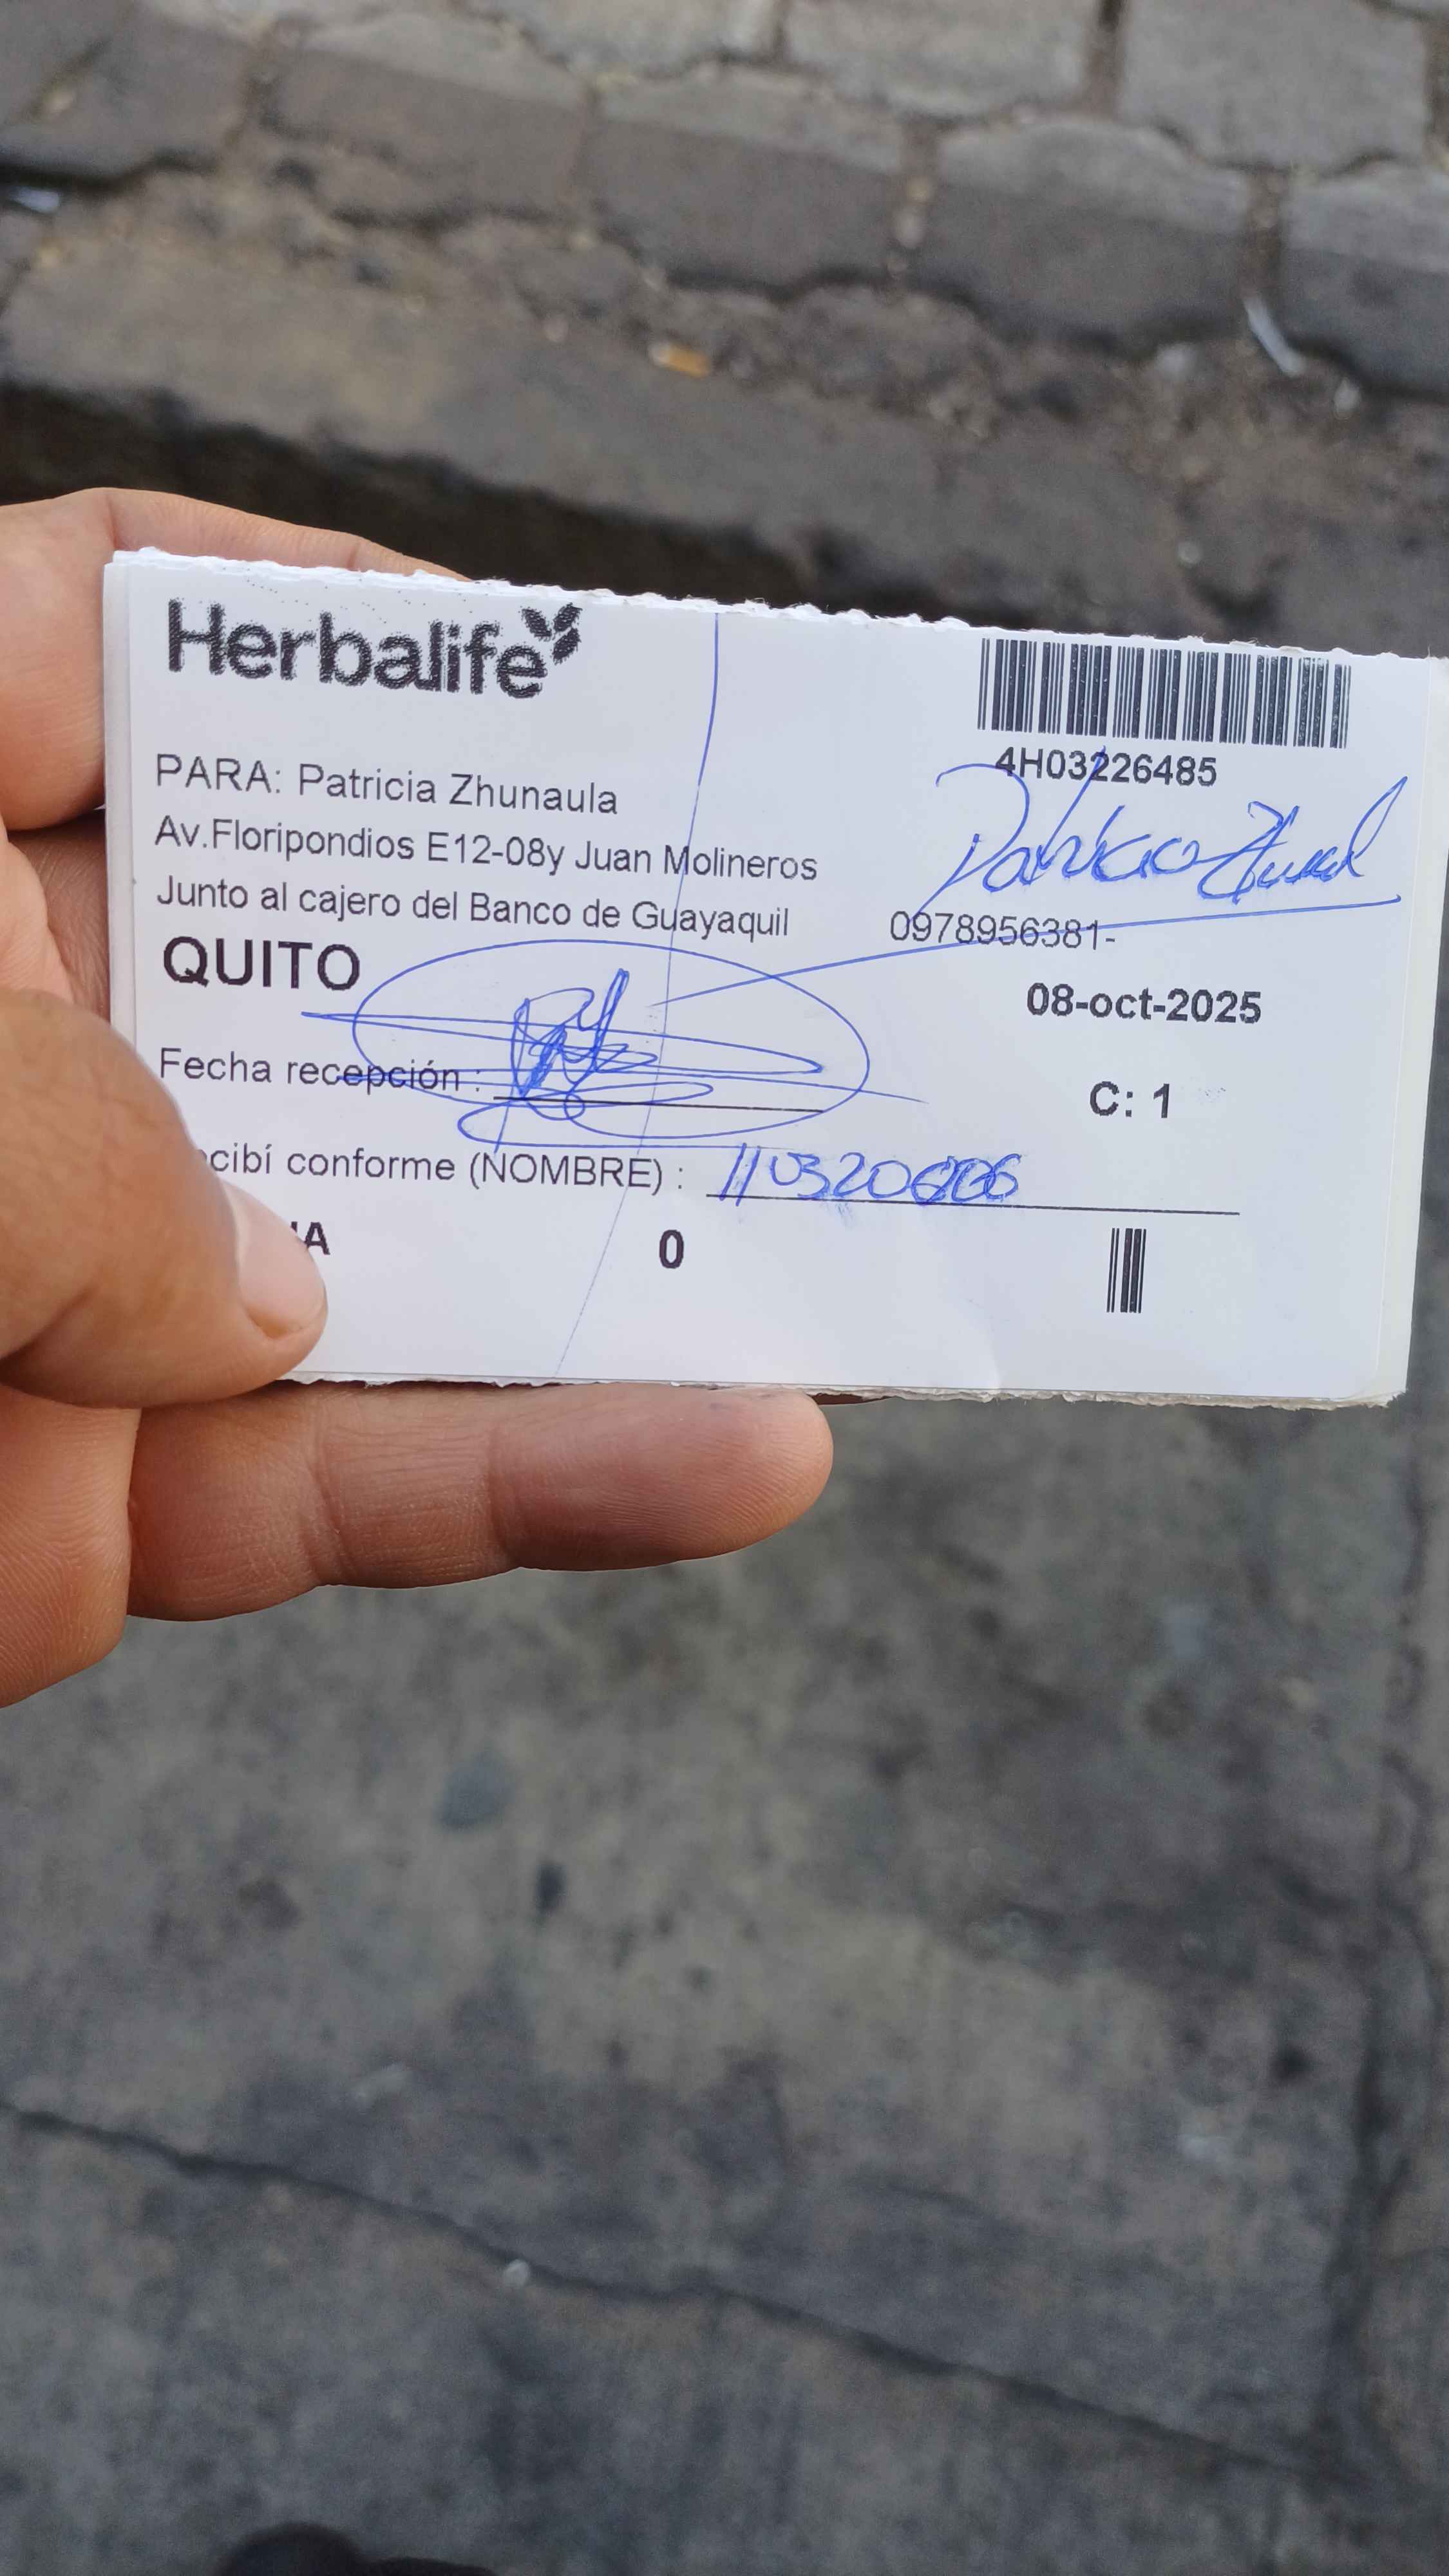 Herbalife
4H03226485
PARA: Patricia Zhunaula
Av.Floripondios E12-08y Juan Molineros
Junto al cajero del Banco de Guayaquil
0978956381-
QUITO
08-oct-2025
Fecha recepción :
C: 1
cibí conforme (NOMBRE) :
0